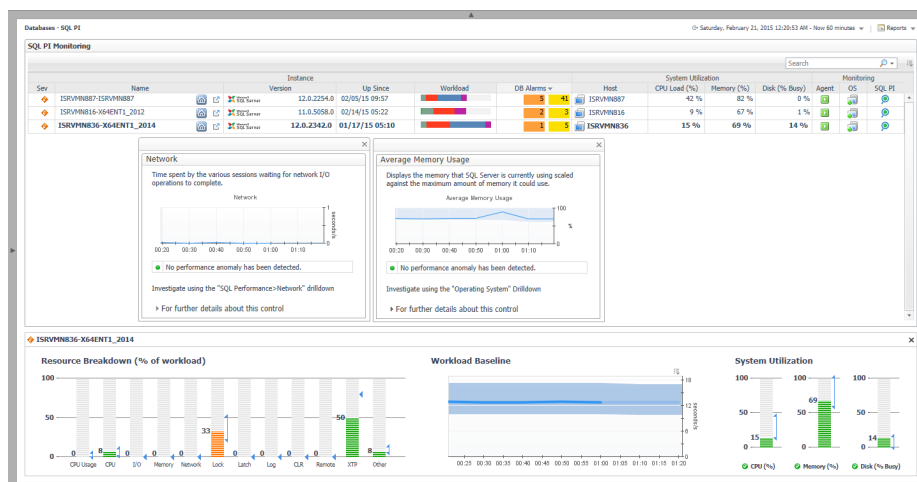 Databases - SQL PI
Saturday, February 21, 2015 12:20:53 AM - Now 60 minutes
Reports
SQL PI Monitoring
Search
Instance
System Utilization
Monitoring
Sev Name Version Up Since Workload DB Alarms Host CPU Load (%) Memory (%) Disk (% Busy) Agent OS SQL PI
ISRVMN887-ISRVMN887 SQL Server 12.0.2254.0 02/05/15 09:57 5 41 ISRVMN887 42 % 82 % 0 %
ISRVMN816-X64ENT1_2012 SQL Server 11.0.5058.0 02/14/15 05:22 2 3 ISRVMN816 9 % 67 % 1 %
ISRVMN836-X64ENT1_2014 SQL Server 12.0.2342.0 01/17/15 05:10 1 5 ISRVMN836 15 % 69 % 14 %
Network
Time spent by the various sessions waiting for network I/O
operations to complete.
Network
1
seconds/s
0
00:20 00:30 00:40 00:50 01:00 01:10
No performance anomaly has been detected.
Investigate using the "SQL Performance>Network" drilldown
For further details about this control
Average Memory Usage
Displays the memory that SQL Server is currently using scaled
against the maximum amount of memory it could use.
Average Memory Usage
100
%
0
00:20 00:30 00:40 00:50 01:00 01:10
No performance anomaly has been detected.
Investigate using the "Operating System" Drilldown
For further details about this control
ISRVMN836-X64ENT1_2014
Resource Breakdown (% of workload)
100
50
0
0 8 0 0 0 33 0 0 0 0 50 8
CPU Usage CPU I/O Memory Network Lock Latch Log CLR Remote XTP Other
Workload Baseline
18
12
6
0
seconds/s
00:25 00:30 00:35 00:40 00:45 00:50 00:55 01:00 01:05 01:10 01:15 01:20
System Utilization
100 100 100
50 50 50
0 0 0
15 69 14
CPU (%) Memory (%) Disk (% Busy)